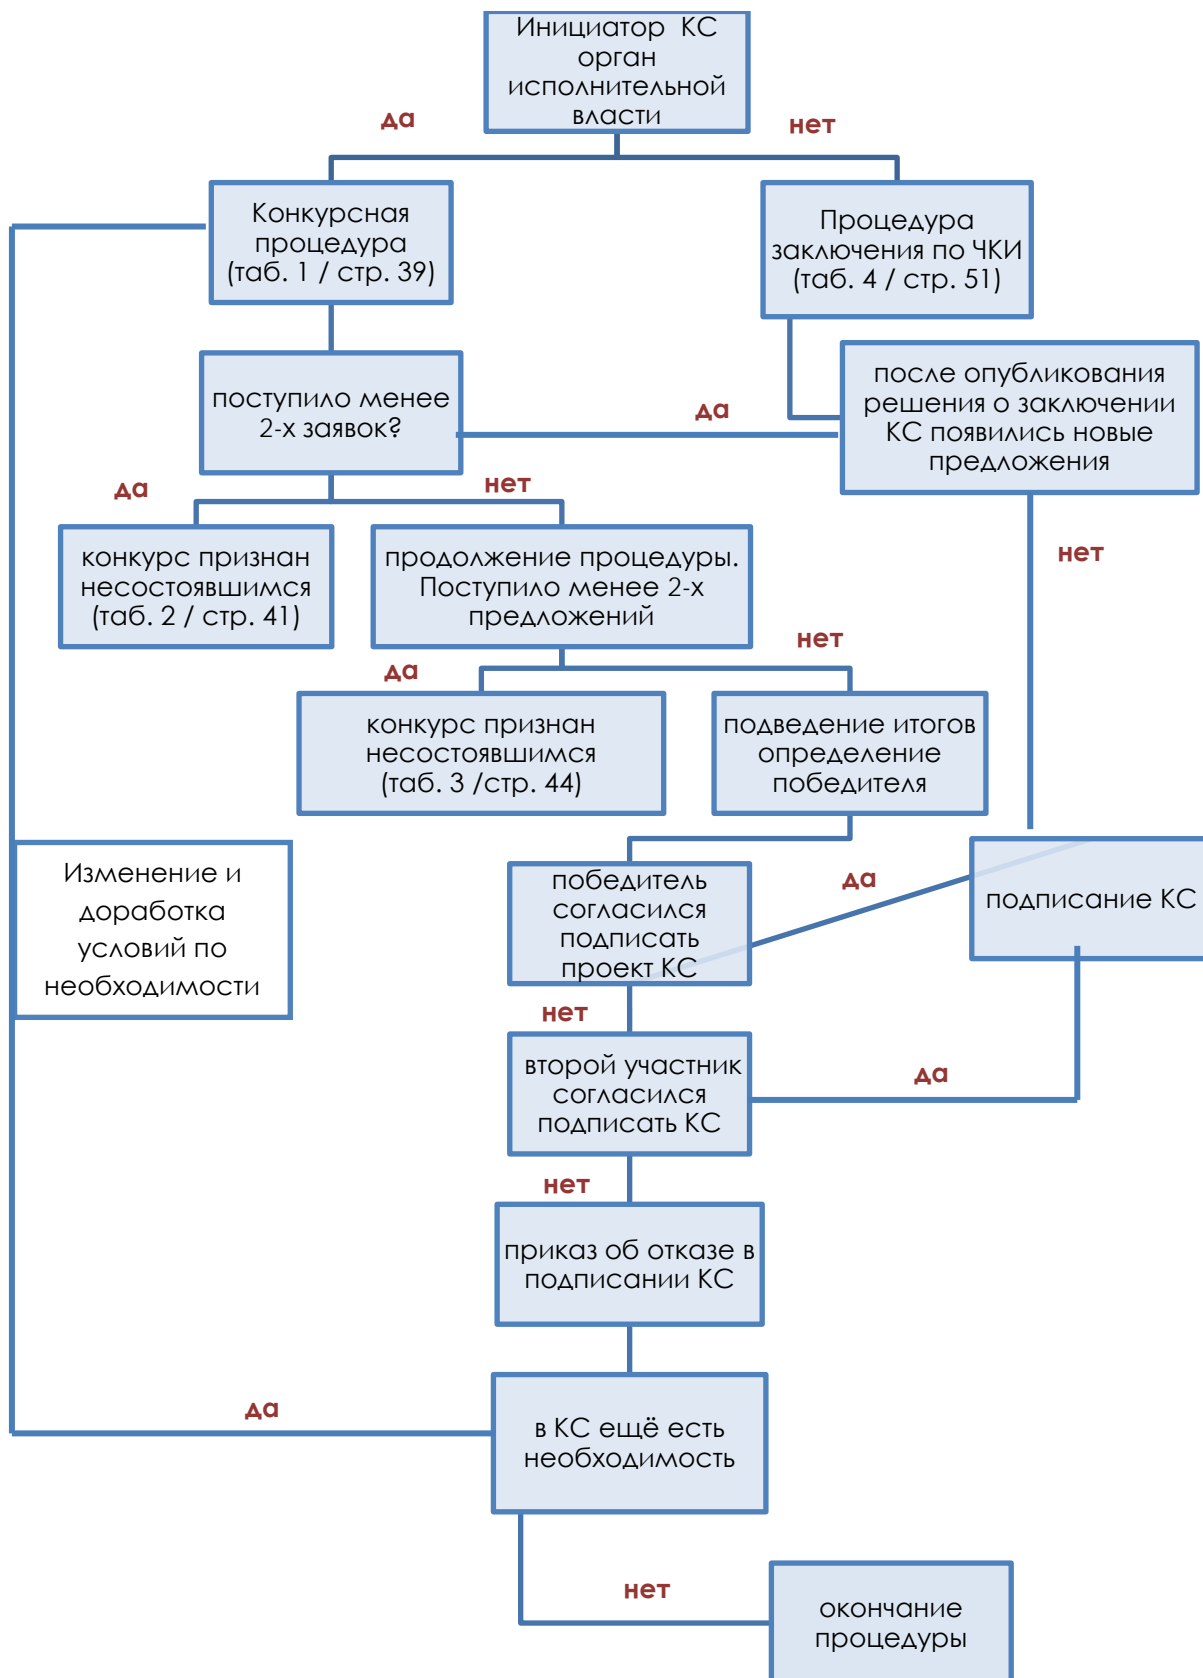 Инициатор КС
орган
исполнительной
власти
да
нет
Конкурсная
процедура
(таб. 1 / стр. 39)
Процедура
заключения по ЧКИ
(таб. 4 / стр. 51)
поступило менее
2-х заявок?
да
после опубликования
решения о заключении
КС появились новые
предложения
да
нет
нет
конкурс признан
несостоявшимся
(таб. 2 / стр. 41)
продолжение процедуры.
Поступило менее 2-х
предложений
да
нет
конкурс признан
несостоявшимся
(таб. 3 /стр. 44)
подведение итогов
определение
победителя
Изменение и
доработка
условий по
необходимости
победитель
согласился
подписать
проект КС
да
подписание КС
нет
второй участник
согласился
подписать КС
да
нет
приказ об отказе в
подписании КС
да
в КС ещё есть
необходимость
нет
окончание
процедуры